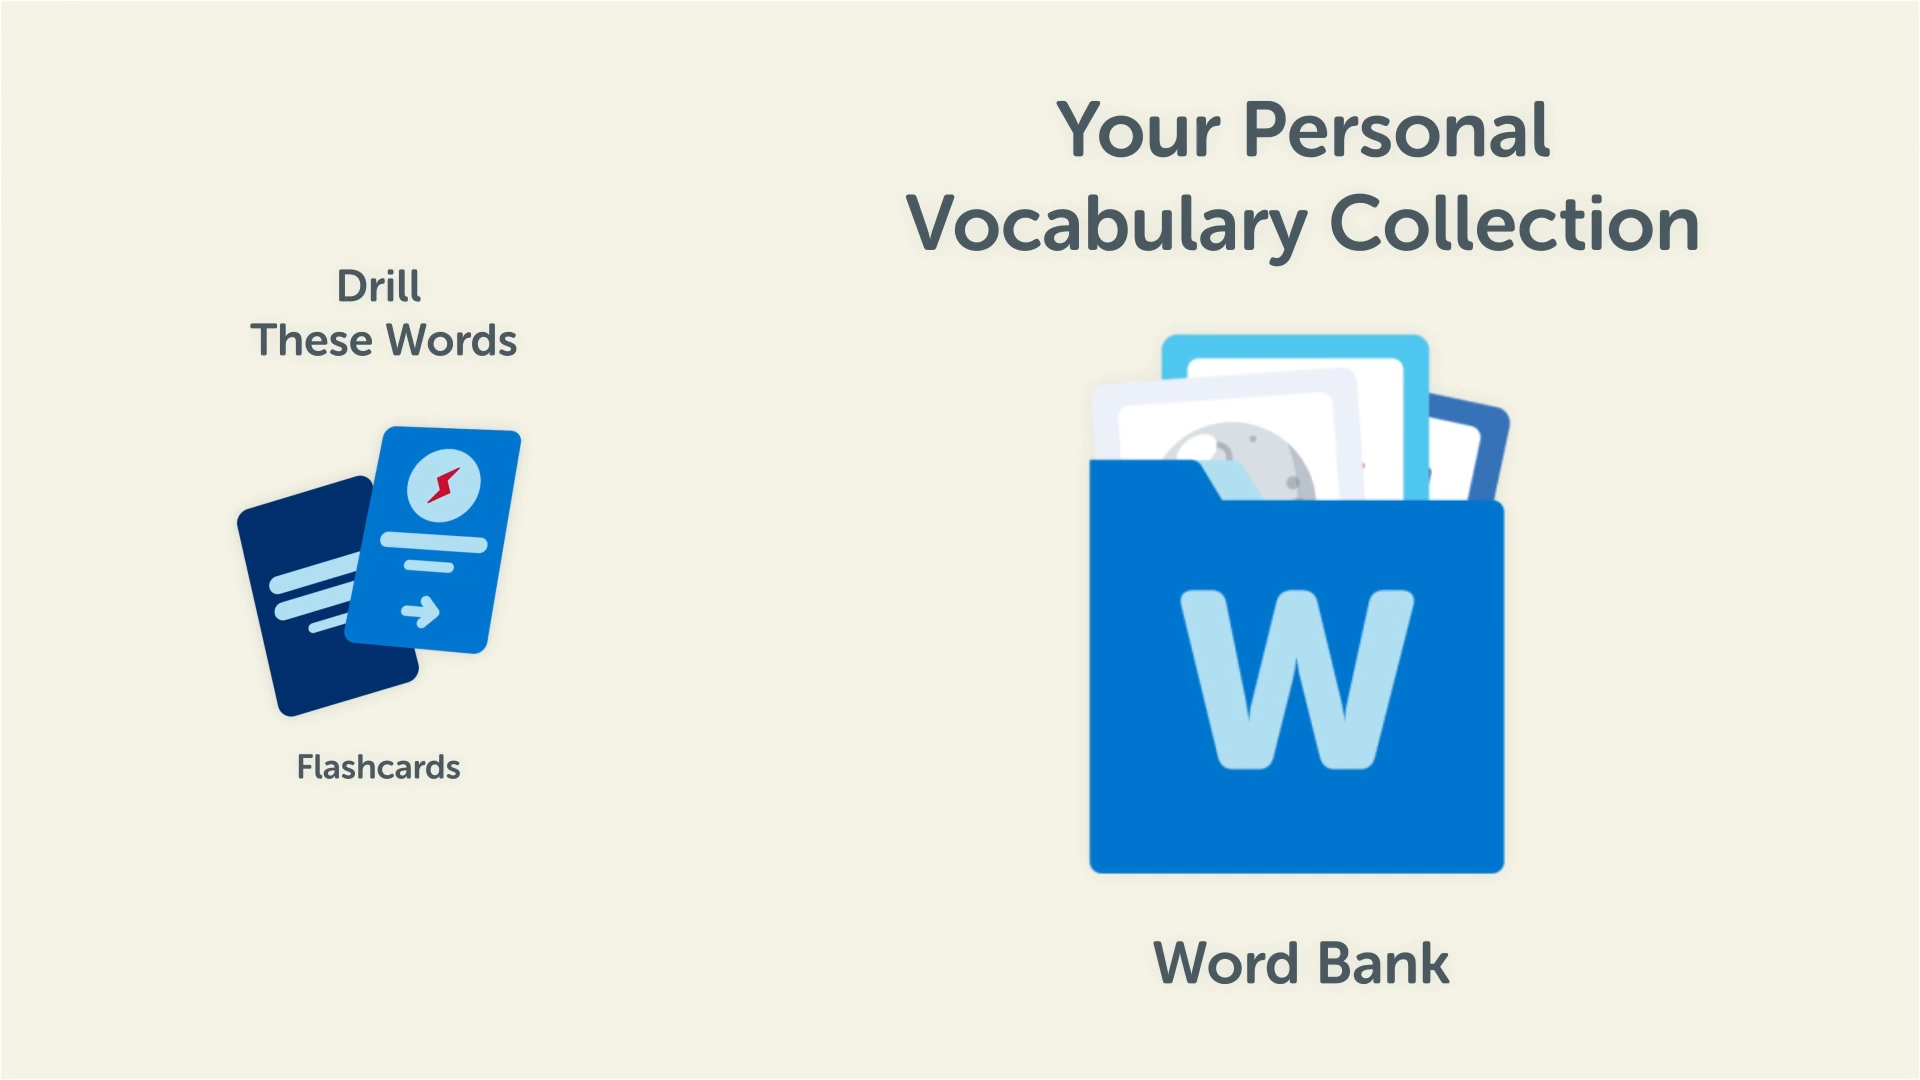 Drill
These Words
Flashcards
Your Personal
Vocabulary Collection
W
Word Bank